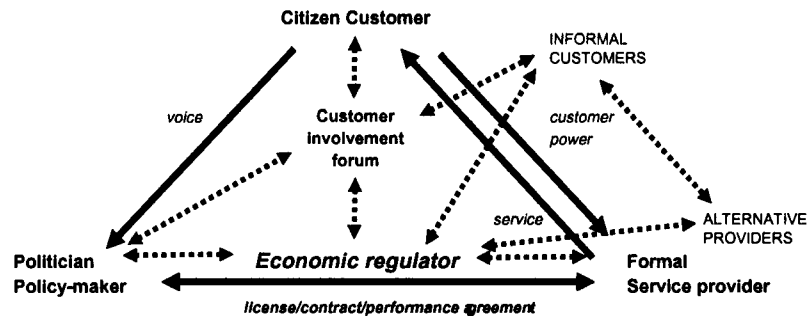 Citizen Customer
INFORMAL
CUSTOMERS
voice
Customer
involvement
forum
customer
power
service
ALTERNATIVE
PROVIDERS
Politician
Policy-maker
Economic regulator
Formal
Service provider
license/contract/performance agreement